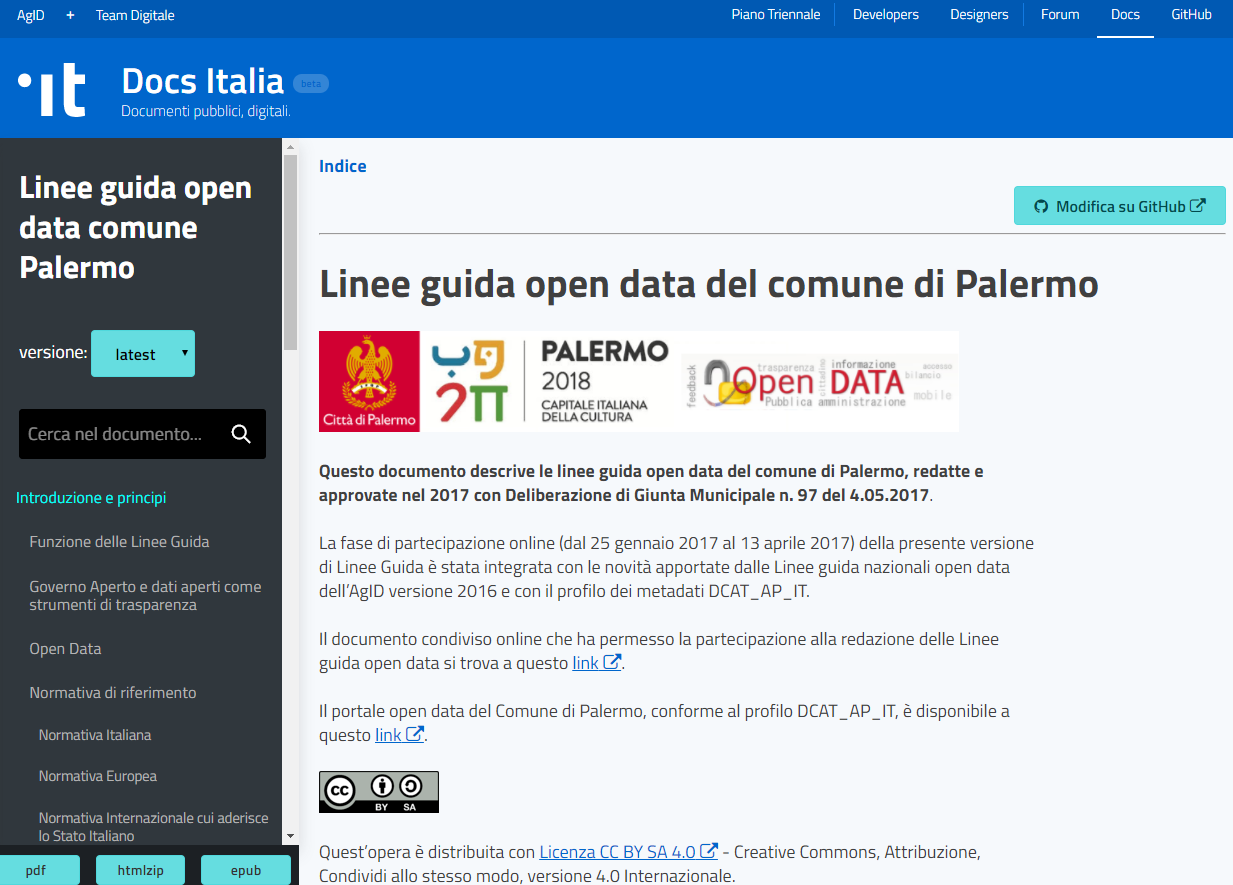 AgID + Team Digitale Piano Triennale Developers Designers Forum Docs GitHub
·it Docs Italia beta
Documenti pubblici, digitali.
Linee guida open
data comune
Palermo
versione: latest
Cerca nel documento...
Introduzione e principi
Funzione delle Linee Guida
Governo Aperto e dati aperti come
strumenti di trasparenza
Open Data
Normativa di riferimento
Normativa Italiana
Normativa Europea
Normativa Internazionale cui aderisce
lo Stato Italiano
pdf htmlzip epub
Indice
Modifica su GitHub
Linee guida open data del comune di Palermo
Città di Palermo
PALERMO
2018
CAPITALE ITALIANA
DELLA CULTURA
feedback
trasparenza
Open DATA
Pubblica amministrazione
cittadino
informazione
accesso
bilancio
mobile
Questo documento descrive le linee guida open data del comune di Palermo, redatte e
approvate nel 2017 con Deliberazione di Giunta Municipale n. 97 del 4.05.2017.
La fase di partecipazione online (dal 25 gennaio 2017 al 13 aprile 2017) della presente versione
di Linee Guida è stata integrata con le novità apportate dalle Linee guida nazionali open data
dell’AgID versione 2016 e con il profilo dei metadati DCAT_AP_IT.
Il documento condiviso online che ha permesso la partecipazione alla redazione delle Linee
guida open data si trova a questo link.
Il portale open data del Comune di Palermo, conforme al profilo DCAT_AP_IT, è disponibile a
questo link.
cc BY SA
Quest’opera è distribuita con Licenza CC BY SA 4.0 - Creative Commons, Attribuzione,
Condividi allo stesso modo, versione 4.0 Internazionale.